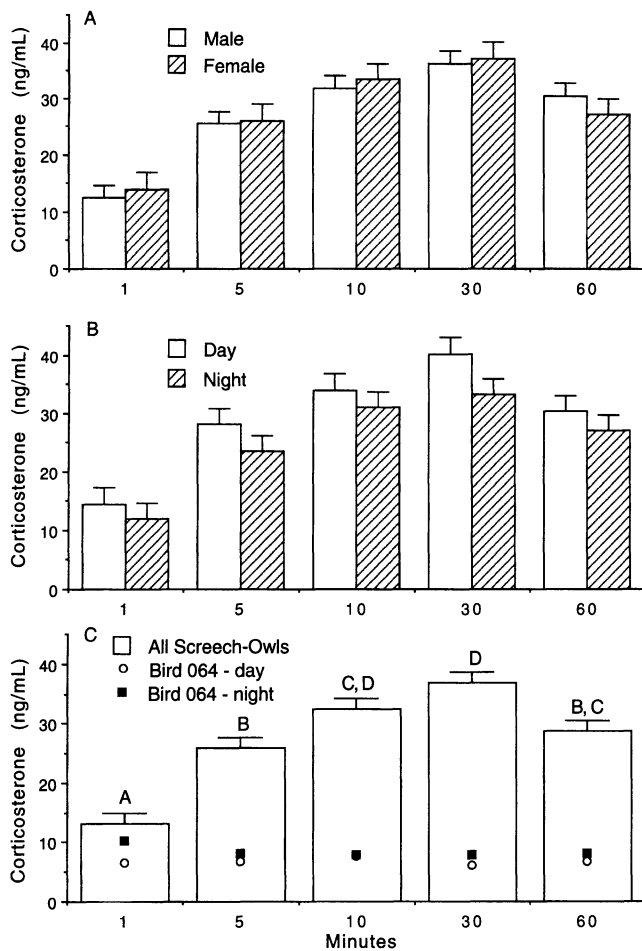 A
Male
Female
Corticosterone (ng/mL)
40
30
20
10
0
1 5 10 30 60
B
Day
Night
Corticosterone (ng/mL)
40
30
20
10
0
1 5 10 30 60
C
All Screech-Owls
Bird 064 - day
Bird 064 - night
A
B
C, D
D
B, C
Corticosterone (ng/mL)
40
30
20
10
0
1 5 10 30 60
Minutes